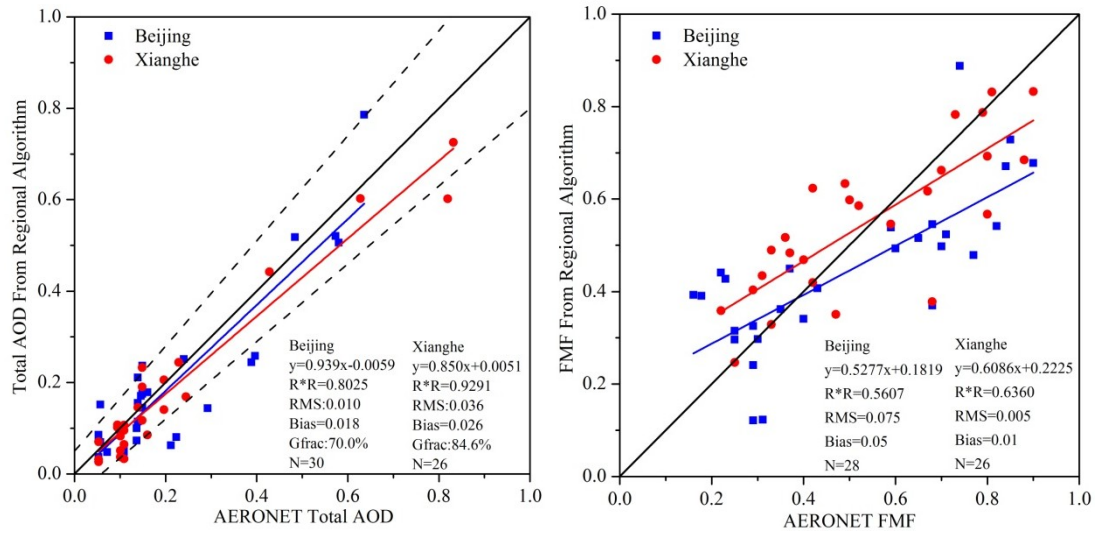 Beijing
Xianghe
Total AOD From Regional Algorithm
1.0
0.8
0.6
0.4
0.2
0.0
Beijing
y=0.939x-0.0059
R*R=0.8025
RMS:0.010
Bias=0.018
Gfrac:70.0%
N=30
Xianghe
y=0.850x+0.0051
R*R=0.9291
RMS:0.036
Bias=0.026
Gfrac:84.6%
N=26
0.0 0.2 0.4 0.6 0.8 1.0
AERONET Total AOD
Beijing
Xianghe
FMF From Regional Algorithm
1.0
0.8
0.6
0.4
0.2
0.0
Beijing
y=0.5277x+0.1819
R*R=0.5607
RMS=0.075
Bias=0.05
N=28
Xianghe
y=0.6086x+0.2225
R*R=0.6360
RMS=0.005
Bias=0.01
N=26
0.0 0.2 0.4 0.6 0.8 1.0
AERONET FMF